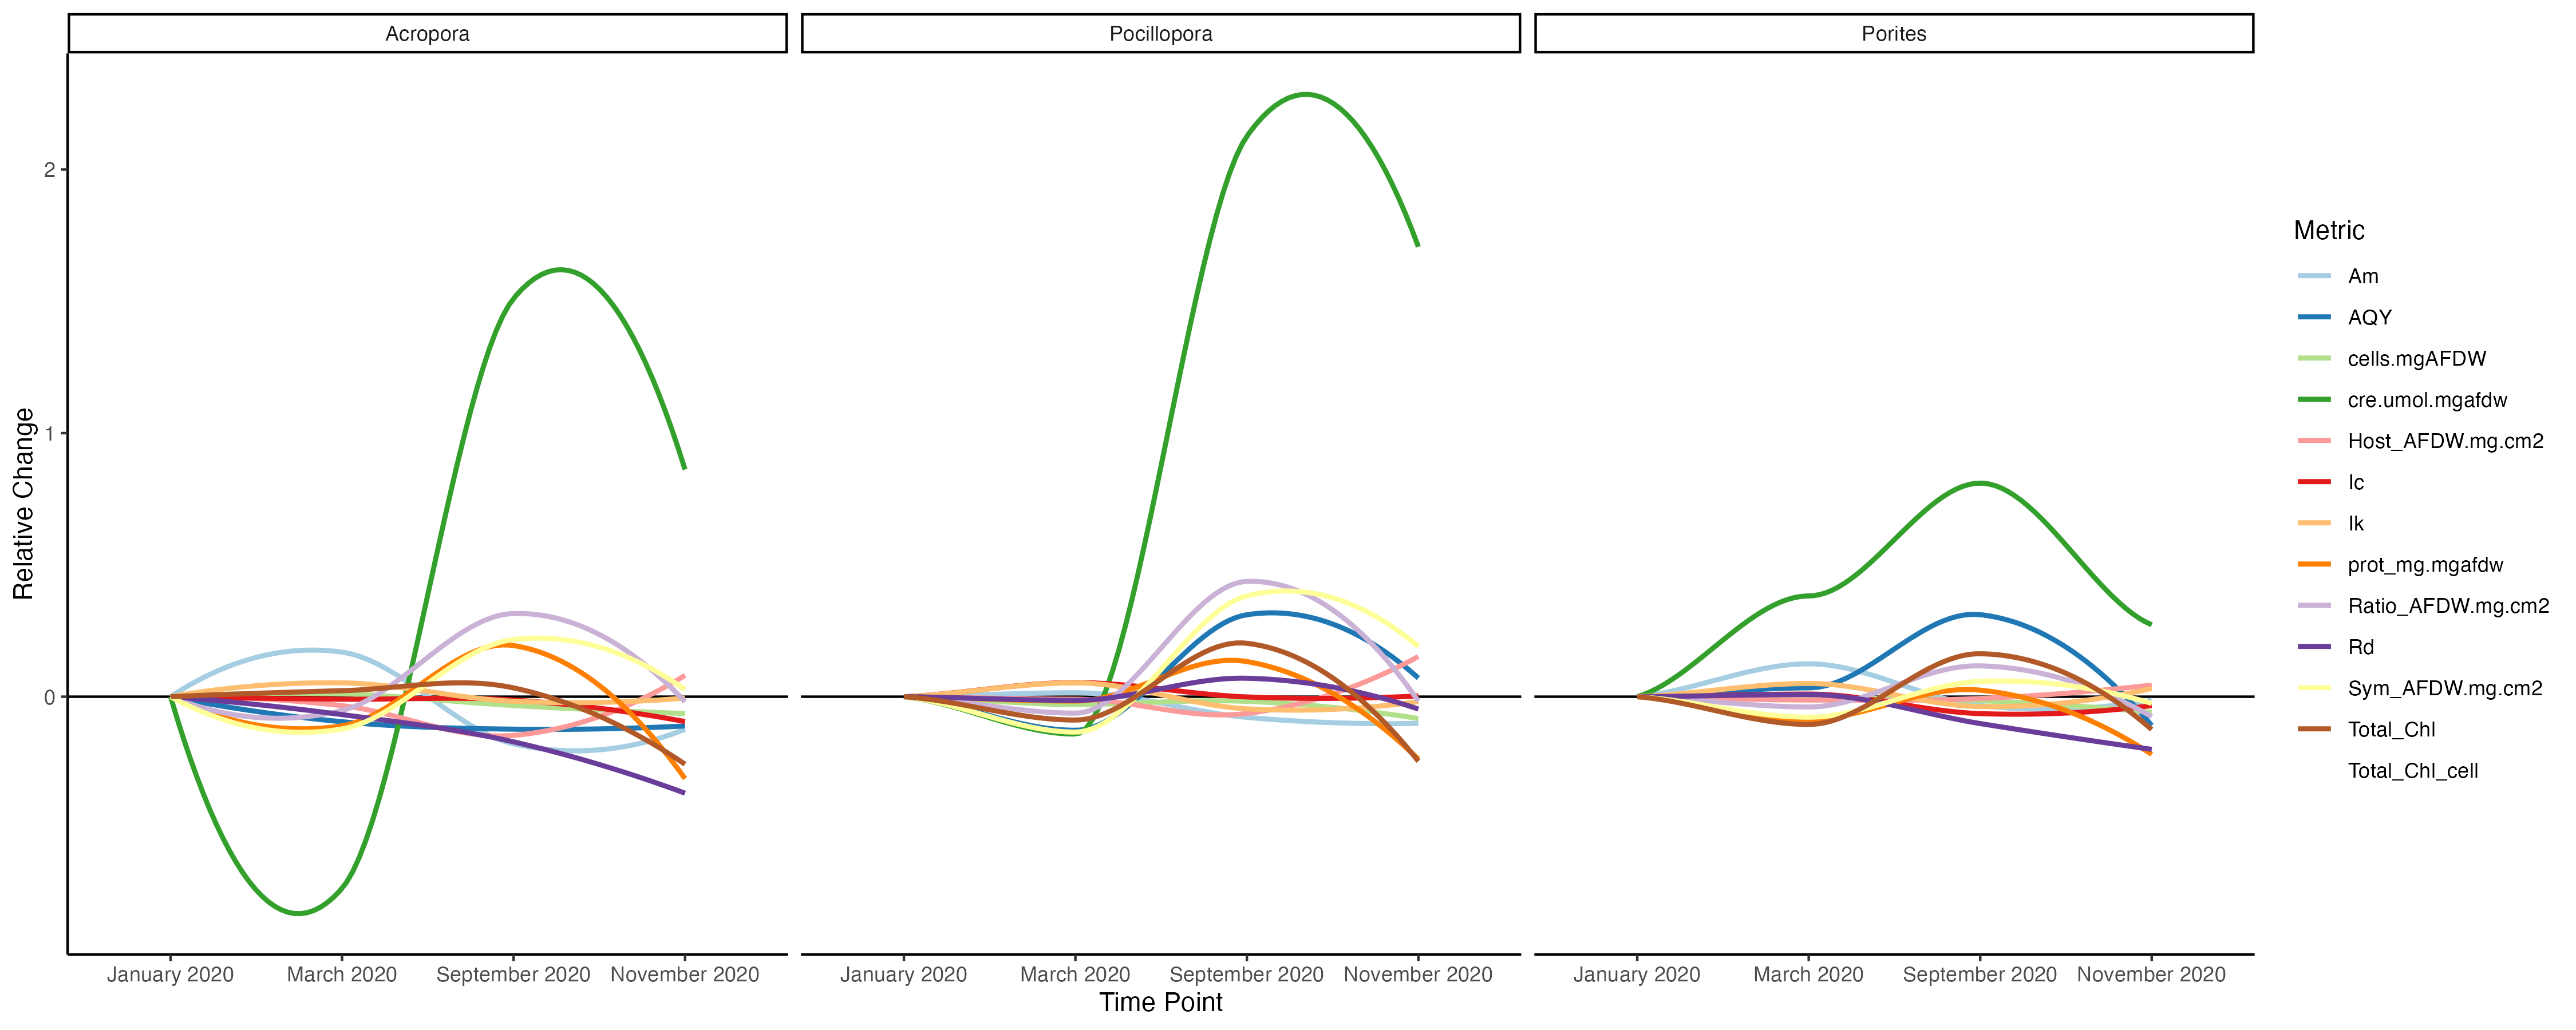 Acropora
Pocillopora
Porites
Relative Change
2
1
0
January 2020 March 2020 September 2020 November 2020
January 2020 March 2020 September 2020 November 2020
January 2020 March 2020 September 2020 November 2020
Time Point
Metric
Am
AQY
cells.mgAFDW
cre.umol.mgafdw
Host_AFDW.mg.cm2
Ic
Ik
prot_mg.mgafdw
Ratio_AFDW.mg.cm2
Rd
Sym_AFDW.mg.cm2
Total_Chl
Total_Chl_cell